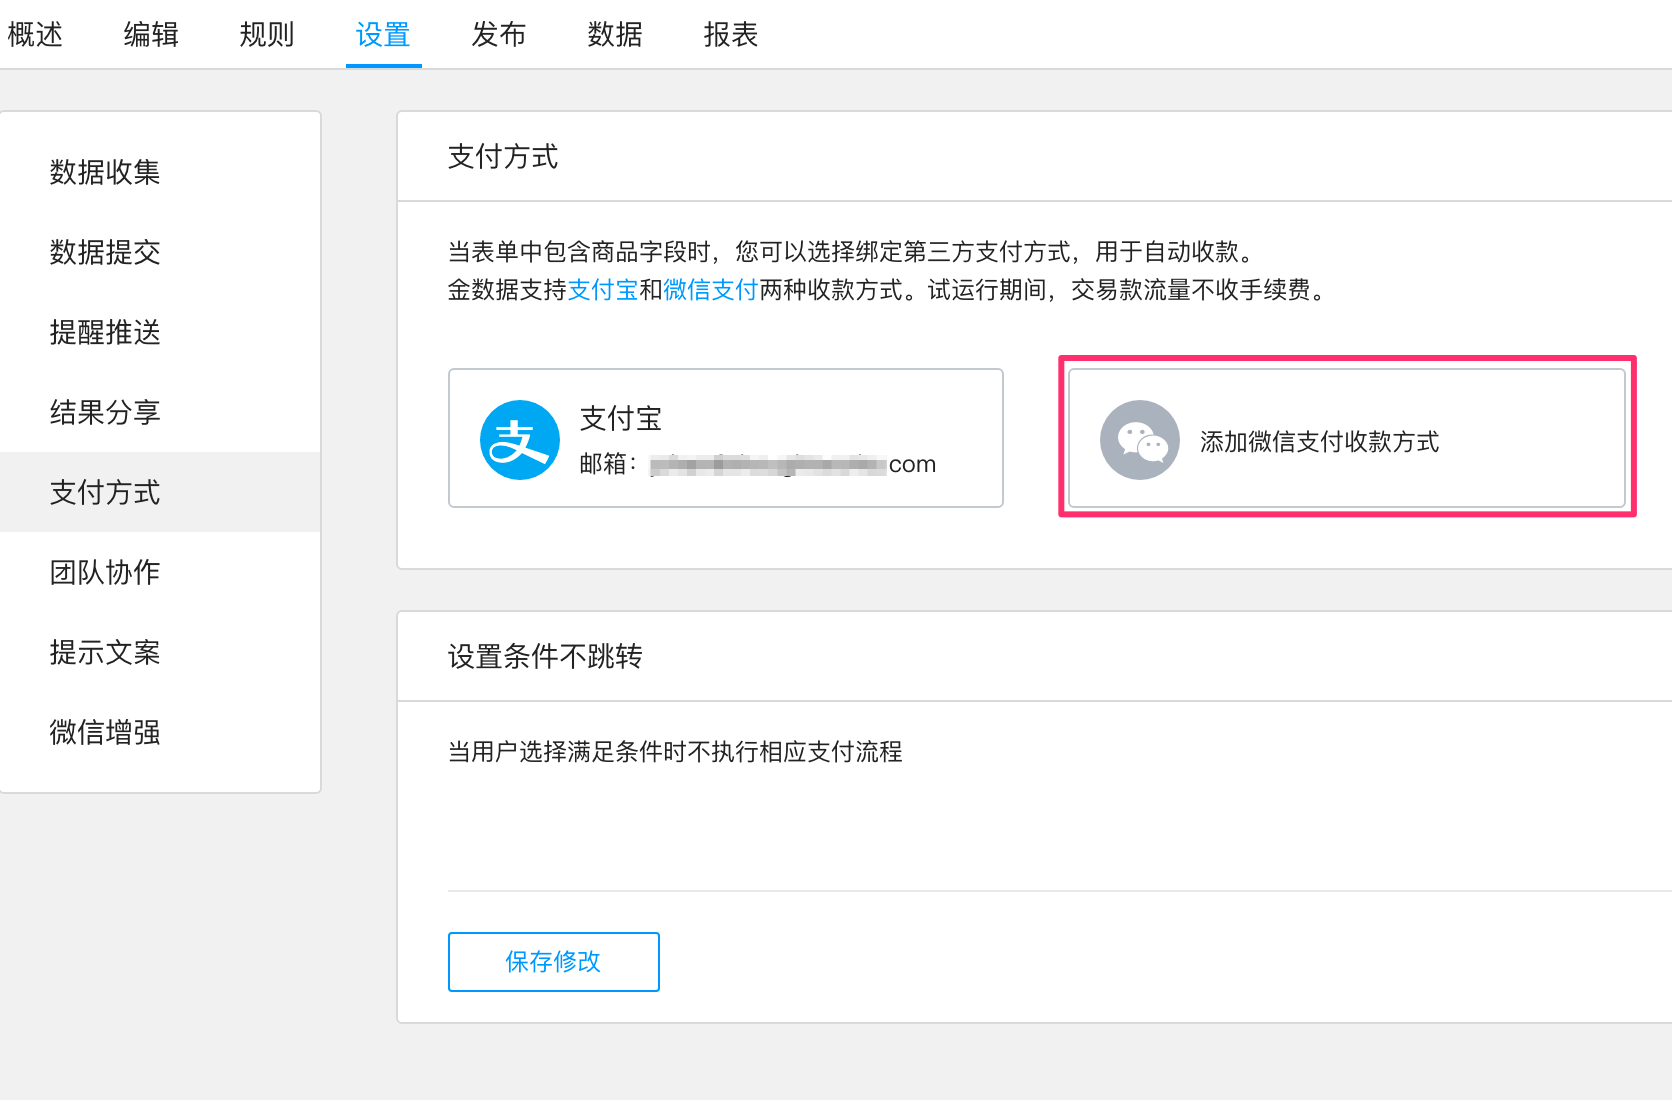 概述 编辑 规则 设置 发布 数据 报表
数据收集
数据提交
提醒推送
结果分享
支付方式
团队协作
提示文案
微信增强
支付方式
当表单中包含商品字段时，您可以选择绑定第三方支付方式，用于自动收款。
金数据支持支付宝和微信支付两种收款方式。试运行期间，交易款流量不收手续费。
支付宝
邮箱： com
添加微信支付收款方式
设置条件不跳转
当用户选择满足条件时不执行相应支付流程
保存修改